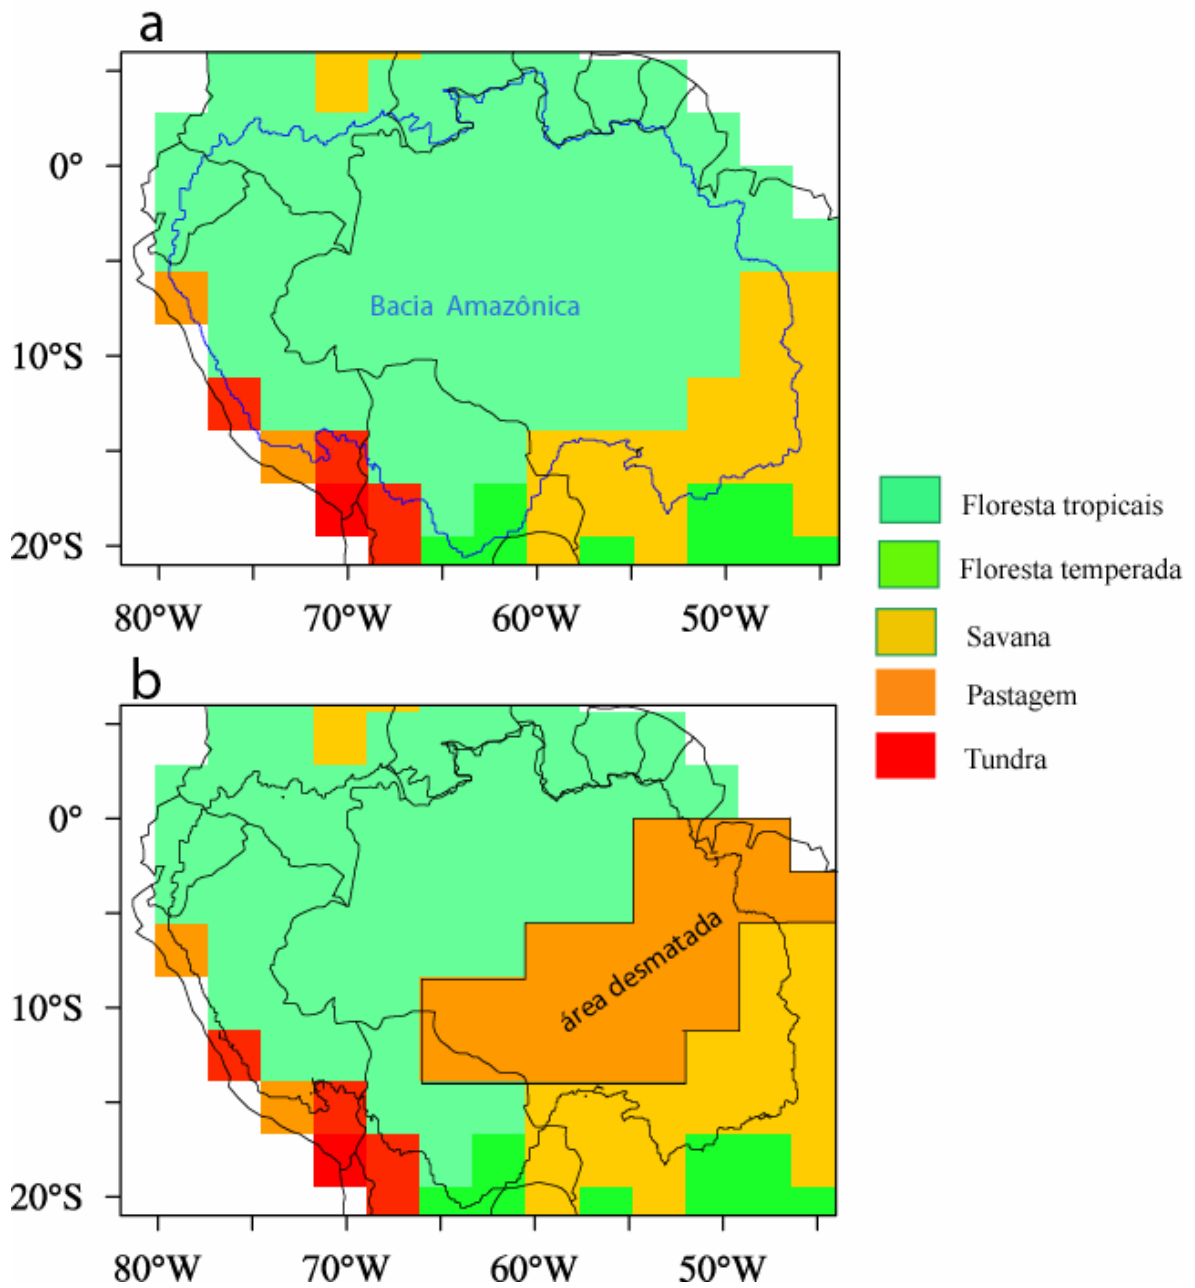 a
0°
10°S
20°S
Bacia Amazônica
80°W 70°W 60°W 50°W
Floresta tropicais
Floresta temperada
Savana
Pastagem
Tundra
b
0°
10°S
20°S
área desmatada
80°W 70°W 60°W 50°W